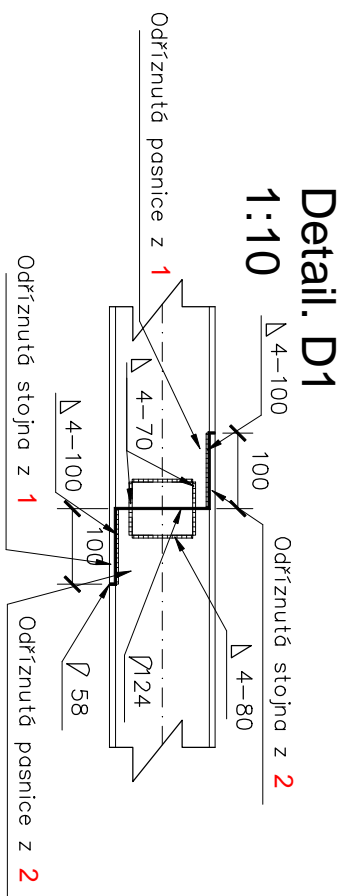 Detail. D1
1:10
Odříznutá pasnice z 1
4-100
100
Odříznutá stojna z 2
4-70
4-80
4-100
100
124
58
Odříznutá stojna z 1
Odříznutá pasnice z 2